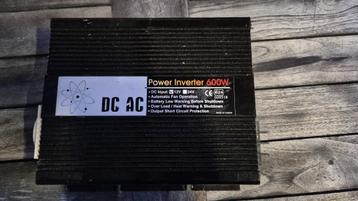 Power Inverter 600W
DC AC
• DC Input: 12V 24V
• Automatic Fan Operation
• Battery Low Warning Before Shutdown
• Over Load / Heat Warning & Shutdown
• Output Short Circuit Protection
CE